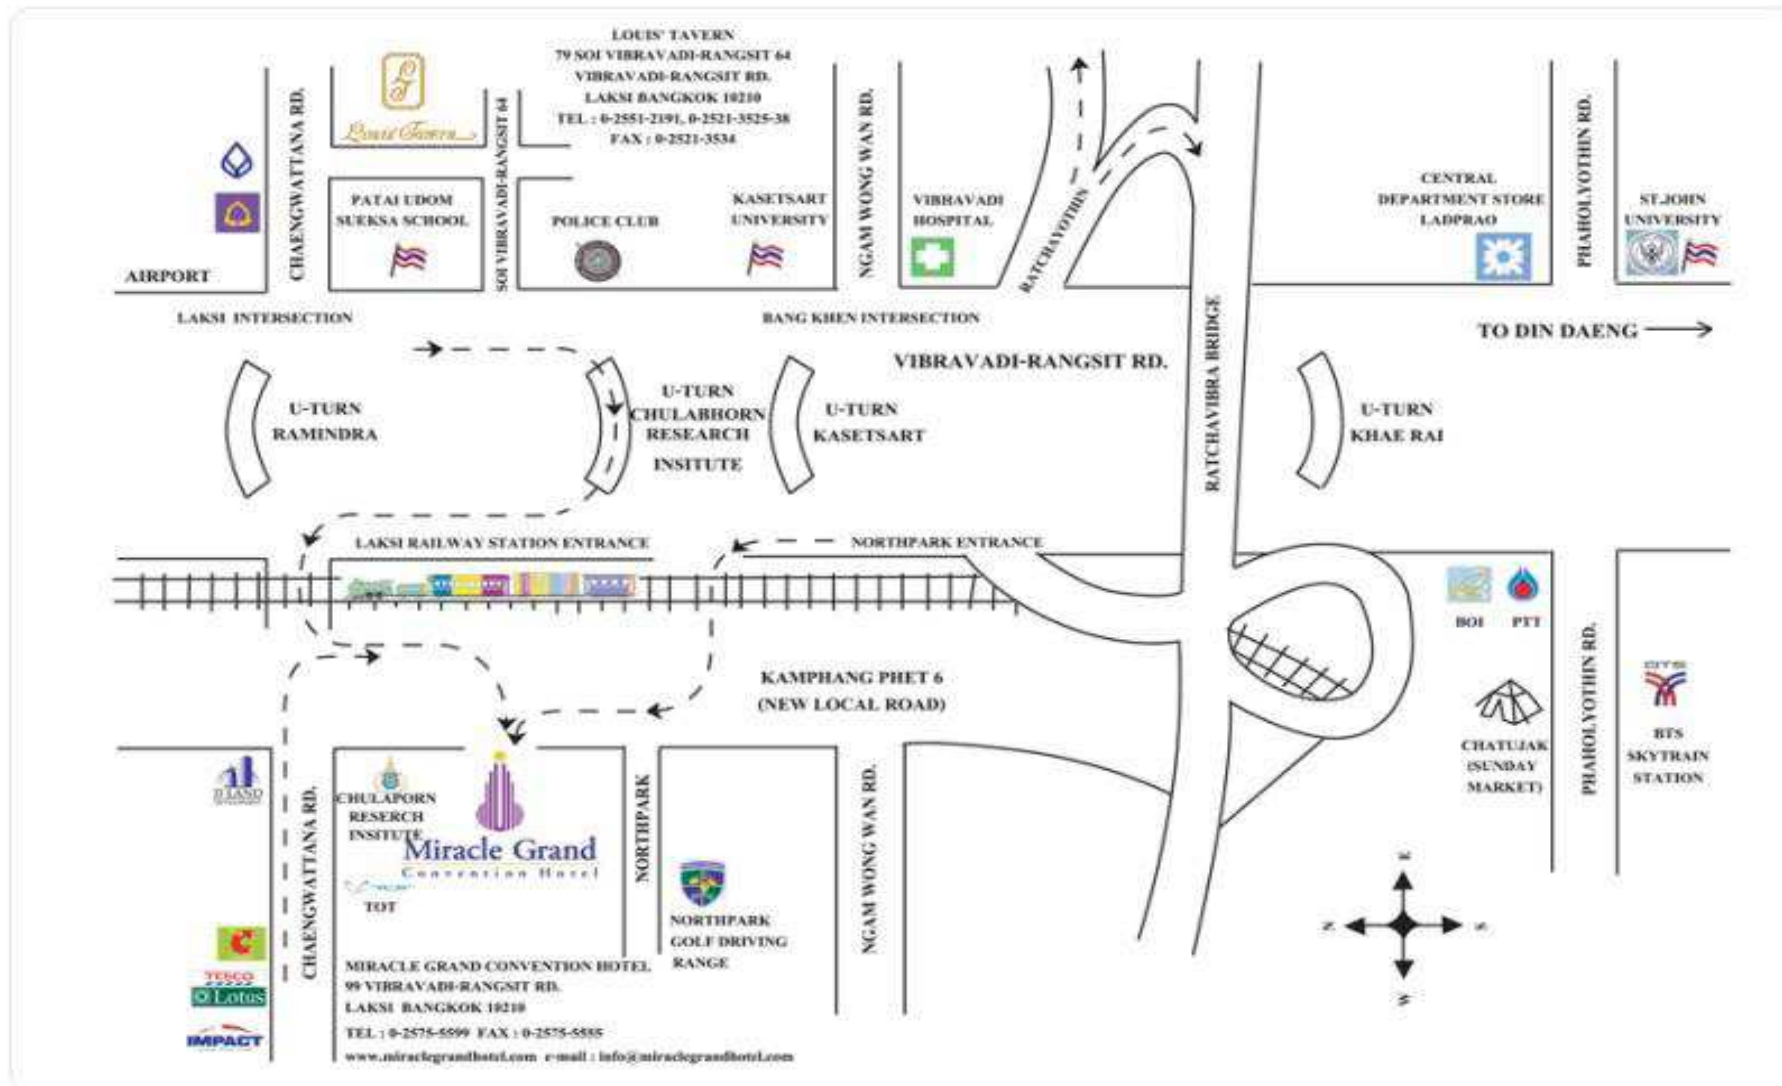 LOUIS' TAVERN
79 SOI VIBRAVADI-RANGSIT 64
VIBRAVADI-RANGSIT RD.
LAKSI BANGKOK 10210
TEL : 0-2551-2191, 0-2521-3525-38
FAX : 0-2521-3534
Louis' Tavern
CHAENGWATTANA RD.
SOI VIBRAVADI-RANGSIT 64
NGAM WONG WAN RD.
PHAHOLYOTHIN RD.
PATAI UDOM
SUEKSA SCHOOL
POLICE CLUB
KASETSART
UNIVERSITY
VIBHAVADI
HOSPITAL
RATCHAYOTHIN
CENTRAL
DEPARTMENT STORE
LADPRAO
ST.JOHN
UNIVERSITY
AIRPORT
LAKSI INTERSECTION
BANG KHEN INTERSECTION
TO DIN DAENG
VIBRAVADI-RANGSIT RD.
RATCHAVIBRA BRIDGE
U-TURN
RAMINDRA
U-TURN
CHULABHORN
RESEARCH
INSITUTE
U-TURN
KASETSART
U-TURN
KHAE RAI
LAKSI RAILWAY STATION ENTRANCE
NORTHPARK ENTRANCE
BOI
PTT
KAMPHANG PHET 6
(NEW LOCAL ROAD)
PHAHOLYOTHIN RD.
BTS
CHATUJAK
(SUNDAY
MARKET)
BTS
SKYTRAIN
STATION
LAND
CHAENGWATTANA RD.
CHULAPORN
RESERCH
INSITUTE
Miracle Grand
Convention Hotel
TOT
NORTHPARK
NORTHPARK
GOLF DRIVING
RANGE
NGAM WONG WAN RD.
E
N
S
W
TESCO
Lotus
IMPACT
MIRACLE GRAND CONVENTION HOTEL
99 VIBRAVADI-RANGSIT RD.
LAKSI BANGKOK 10210
TEL : 0-2575-5599 FAX : 0-2575-5555
www.miraclegrandhotel.com e-mail : info@miraclegrandhotel.com